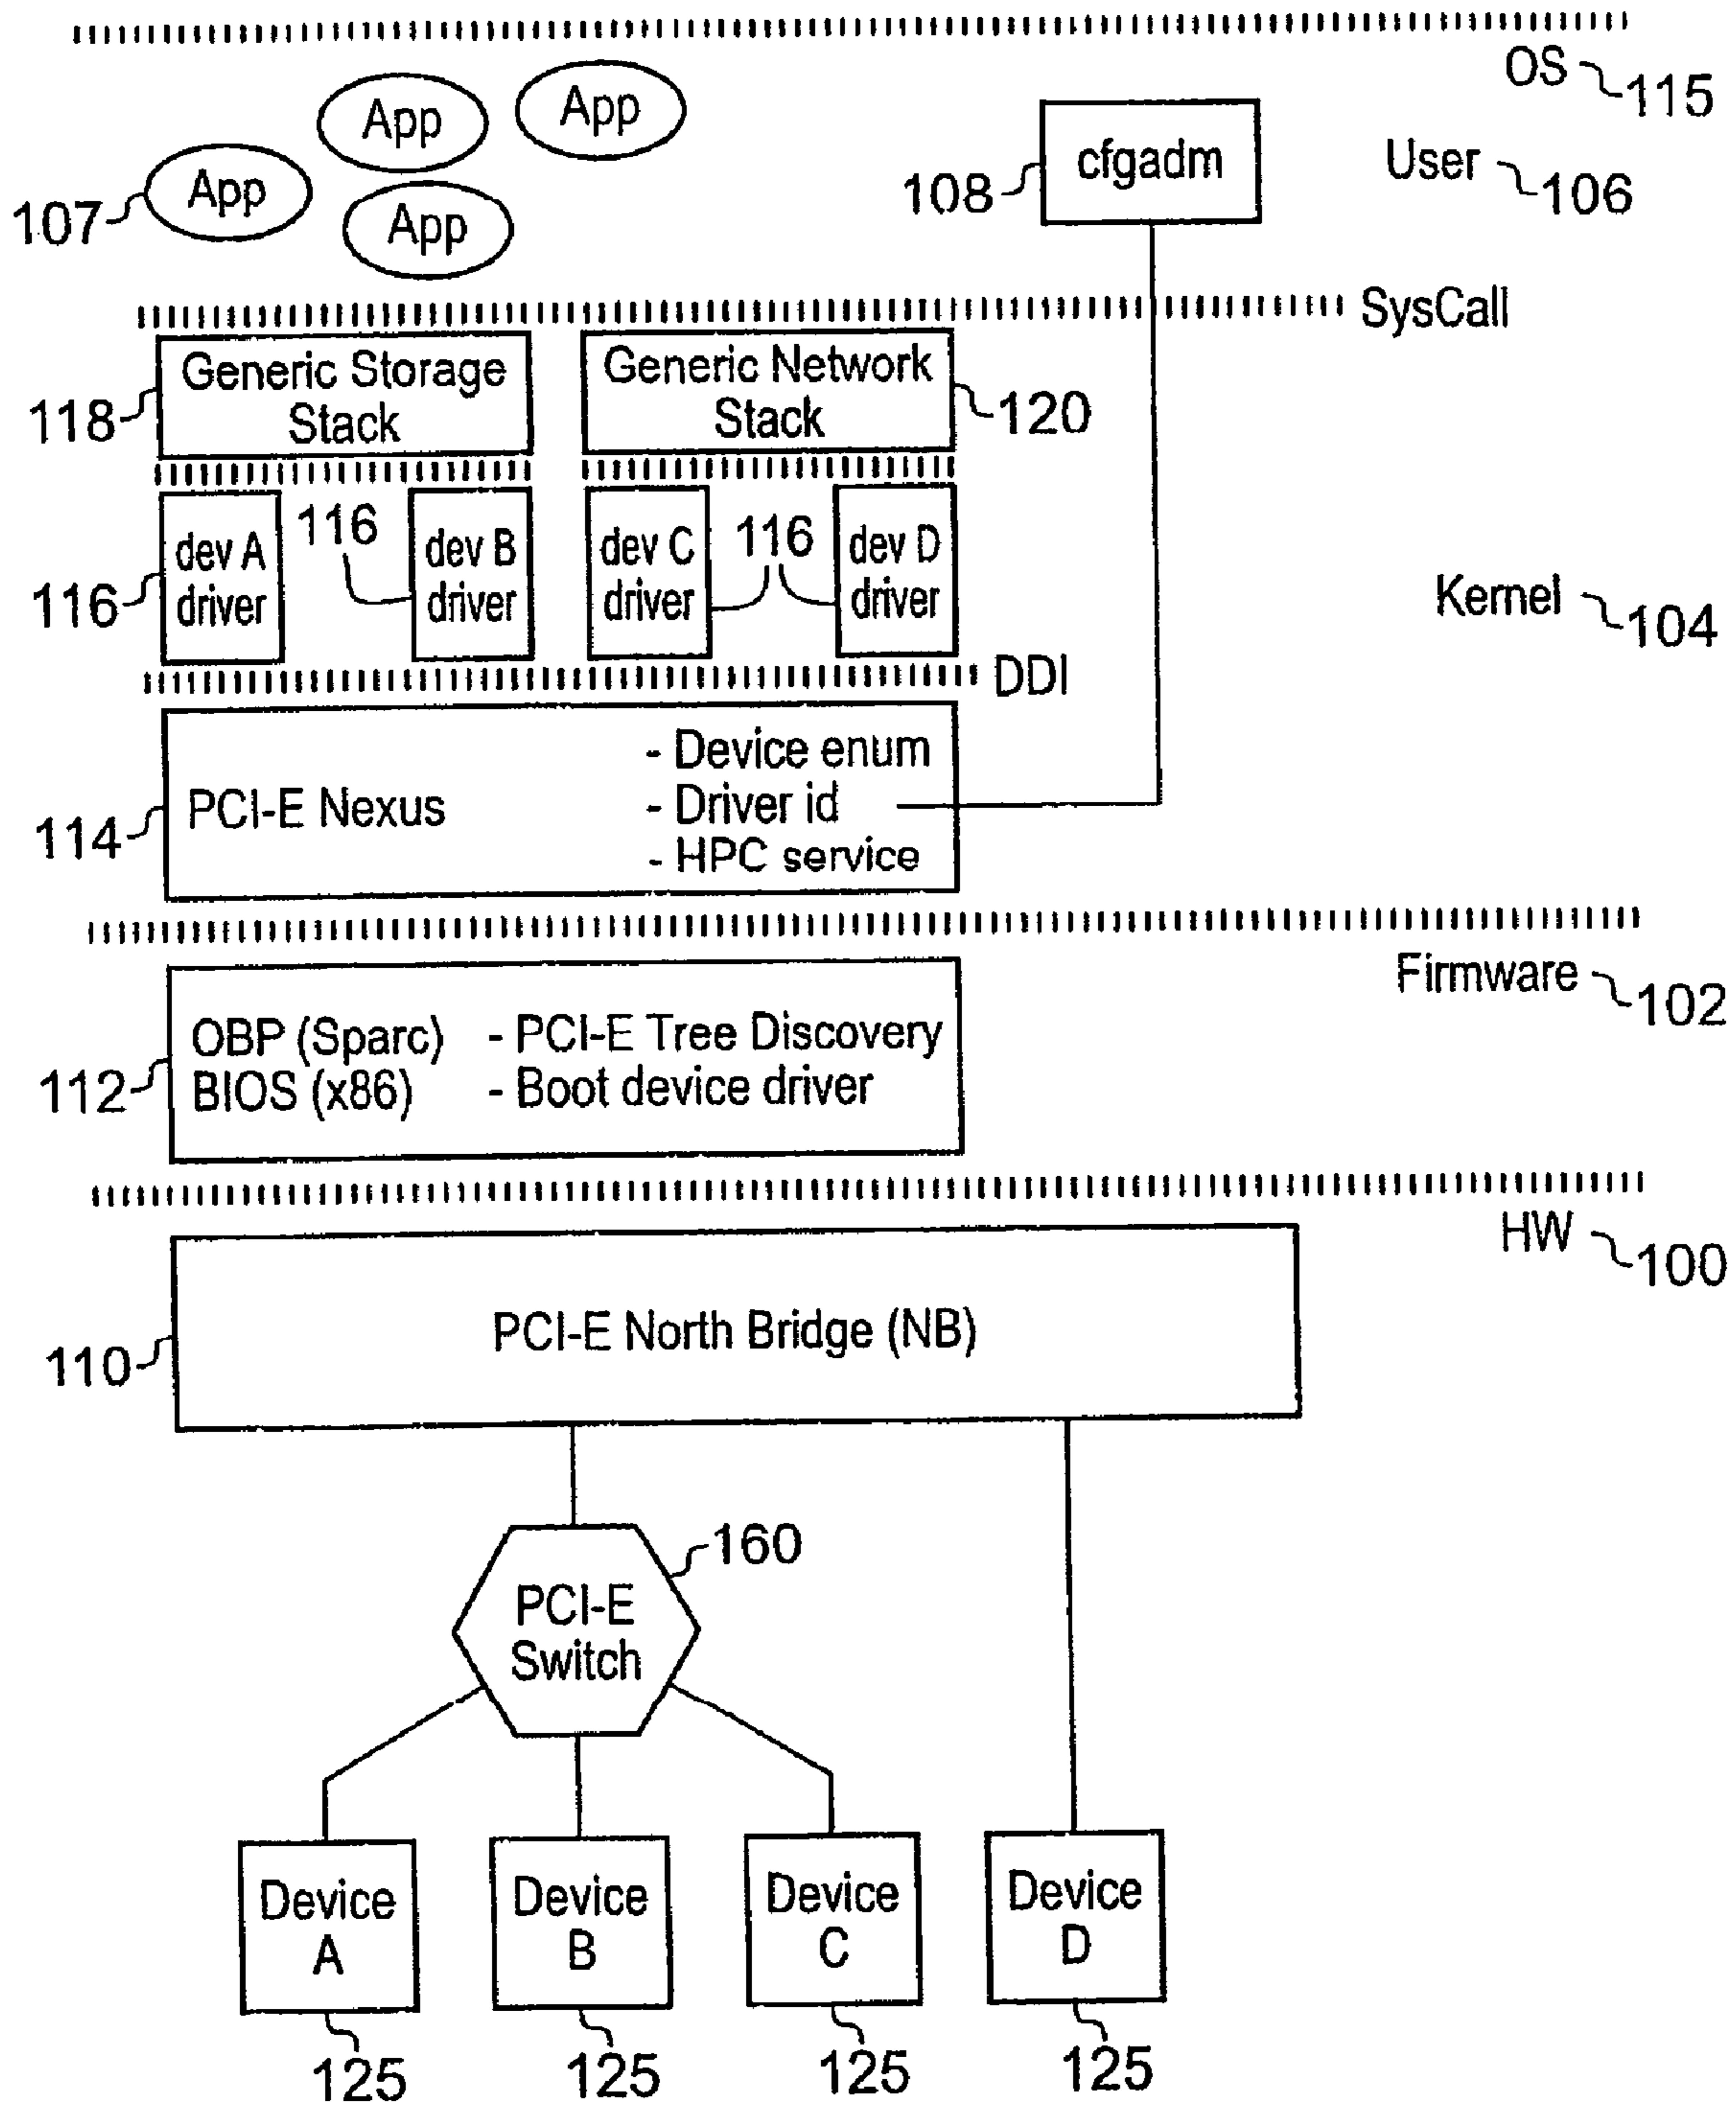 OS 115
App App App App
107
cfgadm
108
User 106
SysCall
Generic Storage
Stack
118
Generic Network
Stack
120
dev A
driver
116
116
dev B
driver
dev C
driver
116
dev D
driver
Kernel 104
DDI
PCI-E Nexus
- Device enum
- Driver id
- HPC service
114
Firmware 102
OBP (Sparc) - PCI-E Tree Discovery
BIOS (x86) - Boot device driver
112
HW 100
PCI-E North Bridge (NB)
110
160
PCI-E
Switch
Device
A
Device
B
Device
C
Device
D
125 125 125 125